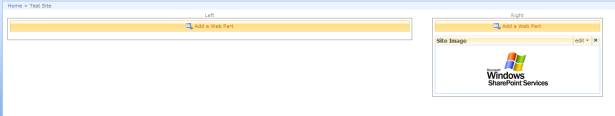 Home > Test Site
Left
Add a Web Part
Right
Add a Web Part
Site Image
edit
Microsoft
Windows
SharePoint Services